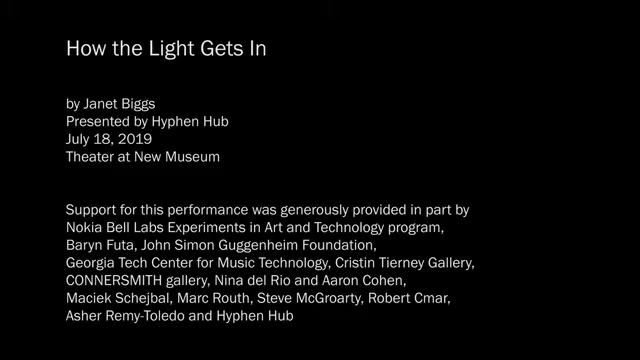 How the Light Gets In
by Janet Biggs
Presented by Hyphen Hub
July 18, 2019
Theater at New Museum
Support for this performance was generously provided in part by
Nokia Bell Labs Experiments in Art and Technology program,
Baryn Futa, John Simon Guggenheim Foundation,
Georgia Tech Center for Music Technology, Cristin Tierney Gallery,
CONNERSMITH gallery, Nina del Rio and Aaron Cohen,
Maciek Schejbal, Marc Routh, Steve McGroarty, Robert Cmar,
Asher Remy-Toledo and Hyphen Hub